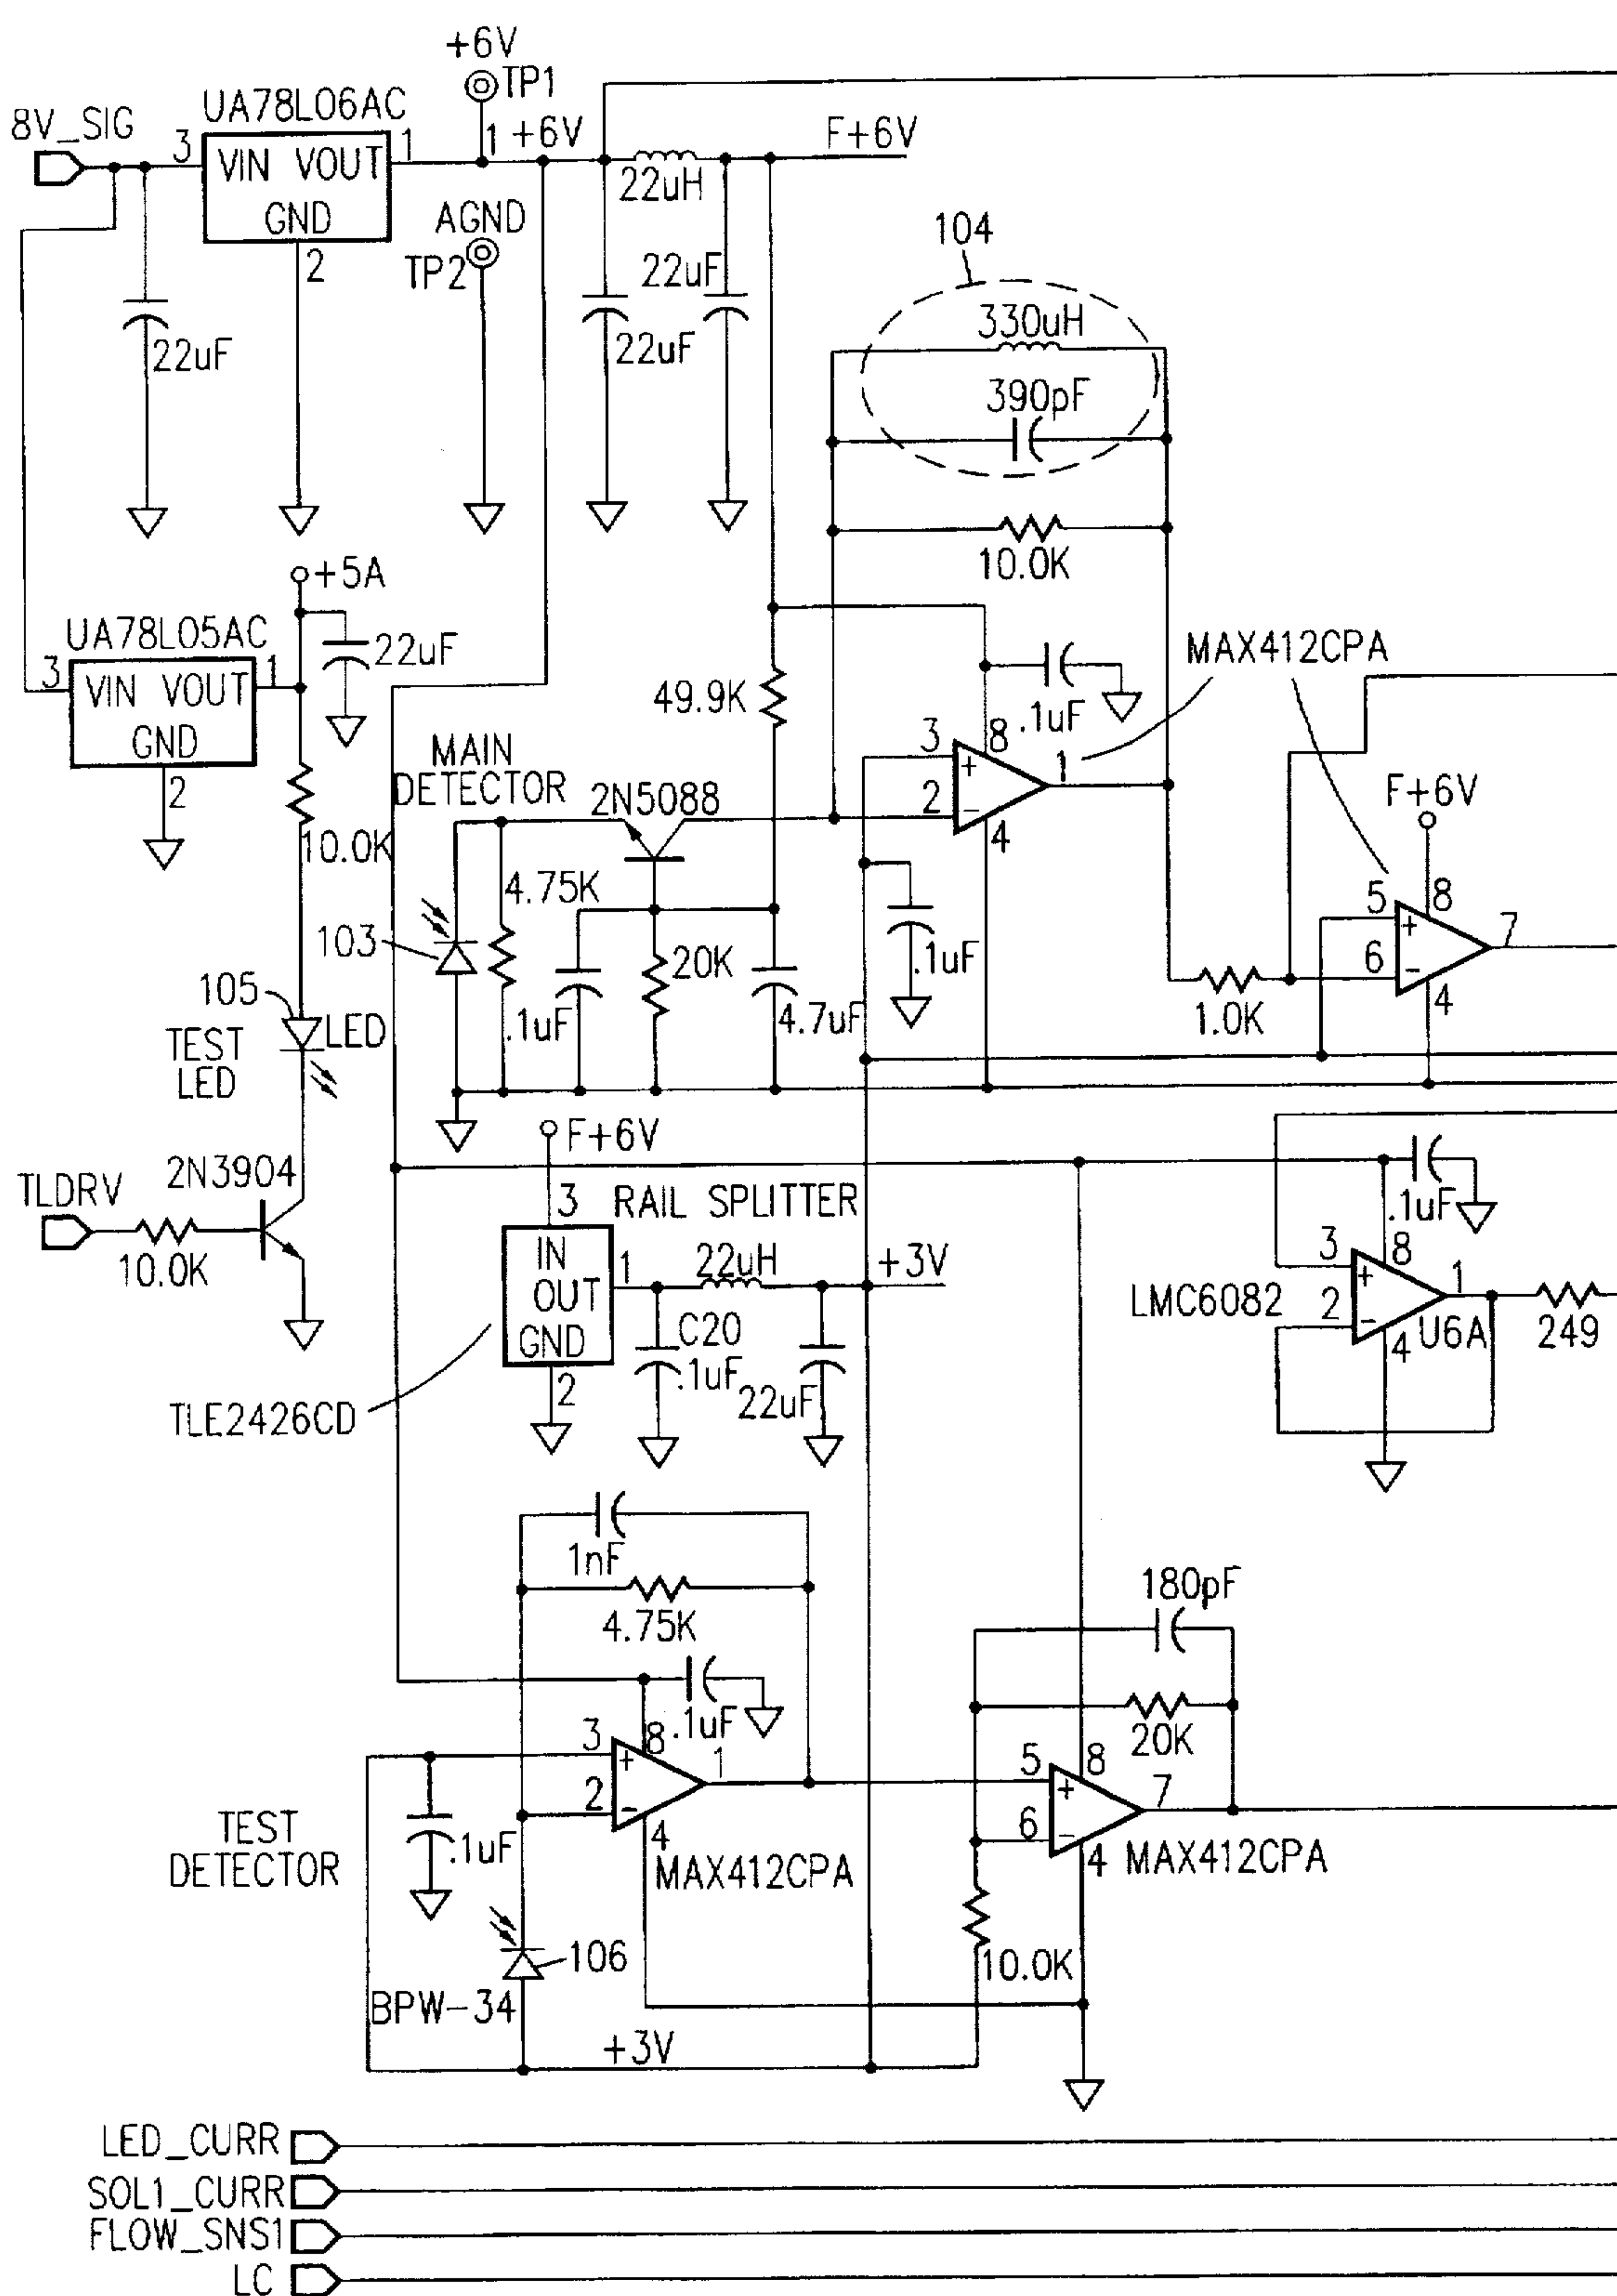 +6V
TP1
8V_SIG
UA78L06AC
3
VIN VOUT
GND
1
2
1
+6V
F+6V
22uH
AGND
TP2
22uF
22uF
22uF
104
330uH
390pF
10.0K
+5A
UA78L05AC
3
VIN VOUT
GND
1
2
22uF
10.0K
49.9K
.1uF
MAX412CPA
MAIN
DETECTOR
2N5088
3
2
8
1
4
+
-
F+6V
5
6
8
7
4
+
-
4.75K
103
20K
.1uF
4.7uF
.1uF
1.0K
105
LED
TEST
LED
F+6V
TLDRV
2N3904
10.0K
3
RAIL SPLITTER
IN
OUT
GND
1
2
22uH
+3V
C20
.1uF
22uF
TLE2426CD
.1uF
LMC6082
3
2
8
1
4
+
-
U6A
249
1nF
4.75K
.1uF
3
2
8
1
4
+
-
MAX412CPA
180pF
20K
5
6
8
7
4
+
-
MAX412CPA
TEST
DETECTOR
.1uF
106
BPW-34
10.0K
+3V
LED_CURR
SOL1_CURR
FLOW_SNS1
LC